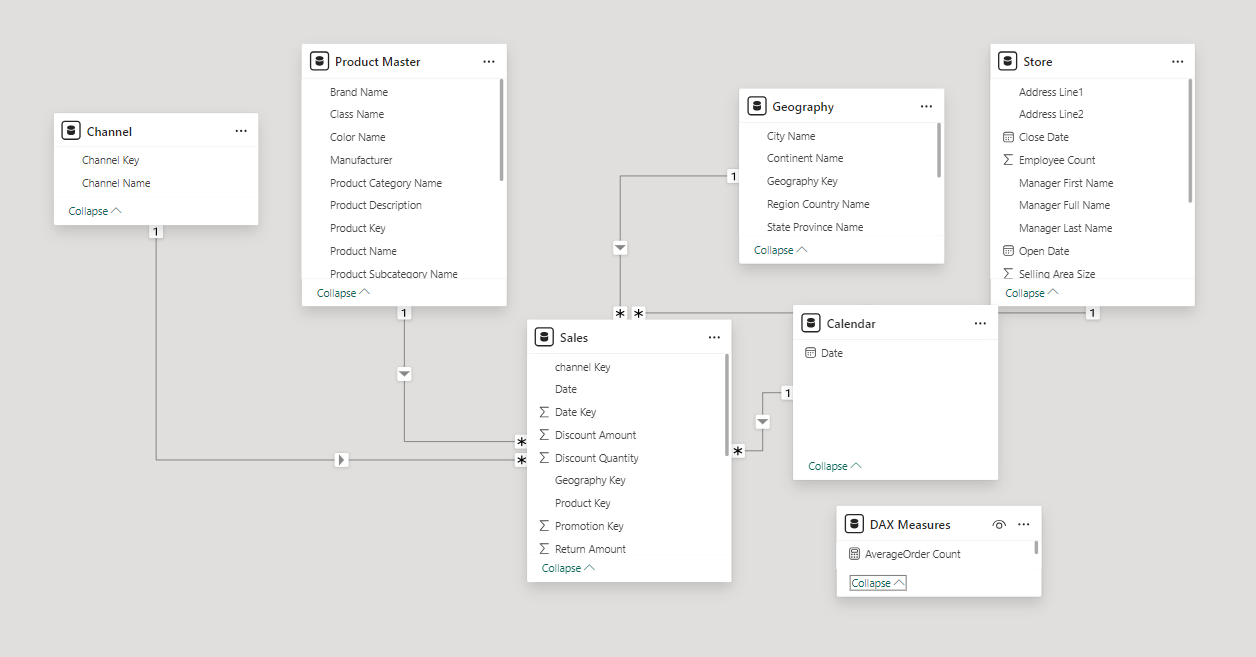 Channel
Channel Key
Channel Name
Collapse
1
Product Master
Brand Name
Class Name
Color Name
Manufacturer
Product Category Name
Product Description
Product Key
Product Name
Product Subcategory Name
Collapse
1
Geography
City Name
Continent Name
Geography Key
Region Country Name
State Province Name
Collapse
1
Store
Address Line1
Address Line2
Close Date
Employee Count
Manager First Name
Manager Full Name
Manager Last Name
Open Date
Selling Area Size
Collapse
1
* *
Sales
channel Key
Date
Date Key
Discount Amount
Discount Quantity
Geography Key
Product Key
Promotion Key
Return Amount
Collapse
*
*
*
Calendar
Date
Collapse
1
DAX Measures
AverageOrder Count
Collapse